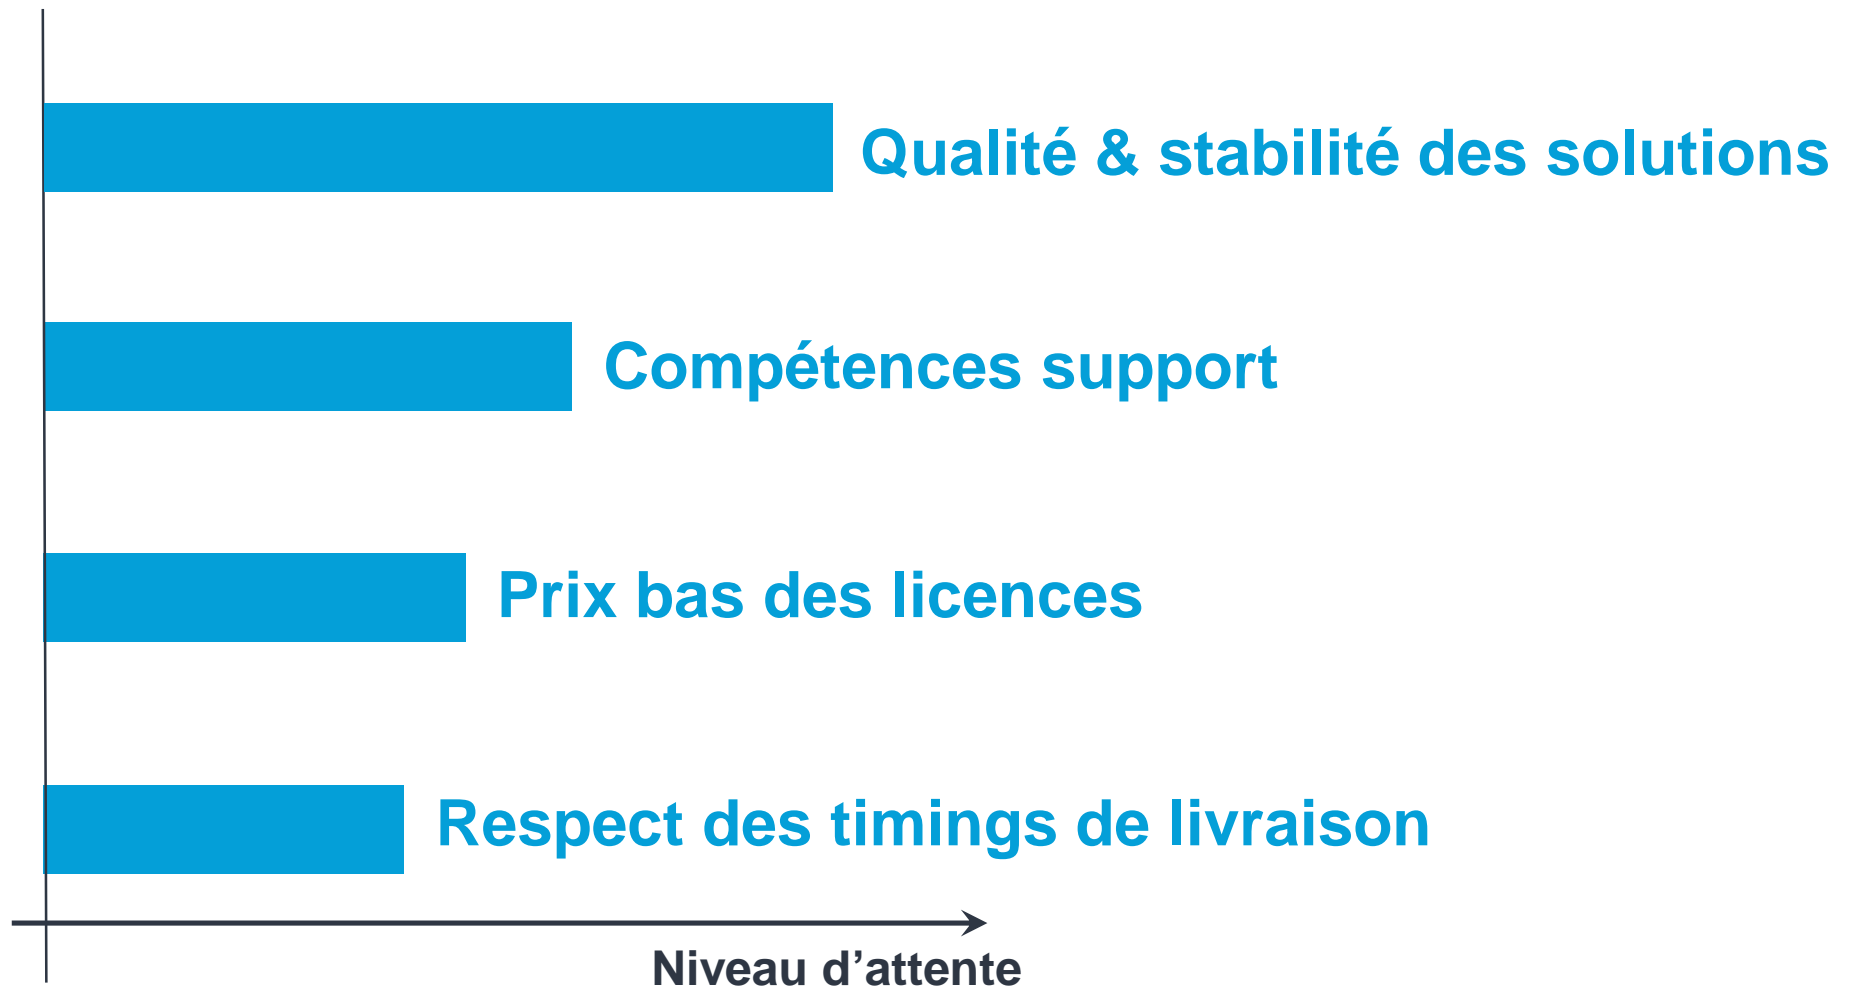 Qualité & stabilité des solutions
Compétences support
Prix bas des licences
Respect des timings de livraison
Niveau d’attente